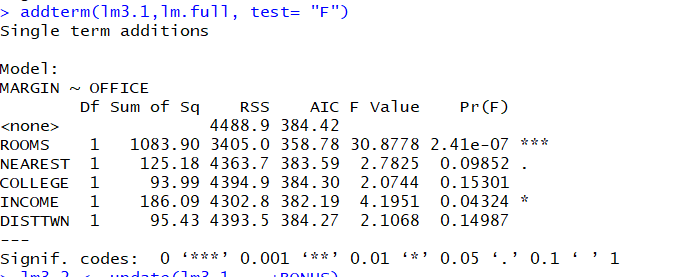 > addterm(lm3.1,lm.full, test= "F")
Single term additions

Model:
MARGIN ~ OFFICE
        Df Sum of Sq    RSS    AIC F Value    Pr(F)
<none>               4488.9 384.42
ROOMS    1   1083.90 3405.0 358.78 30.8778 2.41e-07 ***
NEAREST  1    125.18 4363.7 383.59  2.7825  0.09852 .
COLLEGE  1     93.99 4394.9 384.30  2.0744  0.15301
INCOME   1    186.09 4302.8 382.19  4.1951  0.04324 *
DISTTWN  1     95.43 4393.5 384.27  2.1068  0.14987
---
Signif. codes:  0 ‘***’ 0.001 ‘**’ 0.01 ‘*’ 0.05 ‘.’ 0.1 ‘ ’ 1